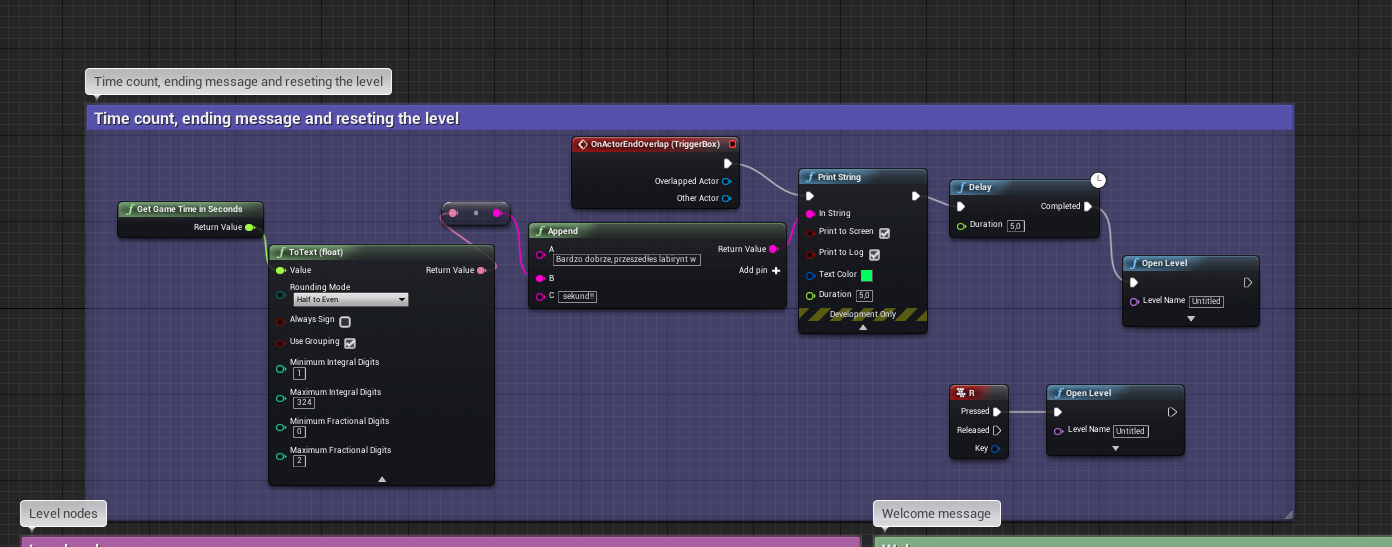 Time count, ending message and reseting the level
Time count, ending message and reseting the level
OnActorEndOverlap (TriggerBox)
Overlapped Actor
Other Actor
Get Game Time in Seconds
Return Value
ToText (float)
Value
Return Value
Rounding Mode
Half to Even
Always Sign
Use Grouping
Minimum Integral Digits
1
Maximum Integral Digits
324
Minimum Fractional Digits
0
Maximum Fractional Digits
2
Append
A
Return Value
Bardzo dobrze, przeszedłes labirynt w
B
Add pin
C sekund!!
Print String
In String
Print to Screen
Print to Log
Text Color
Duration 5,0
Development Only
Delay
Completed
Duration 5,0
Open Level
Level Name Untitled
R
Pressed
Released
Key
Open Level
Level Name Untitled
Level nodes
Welcome message